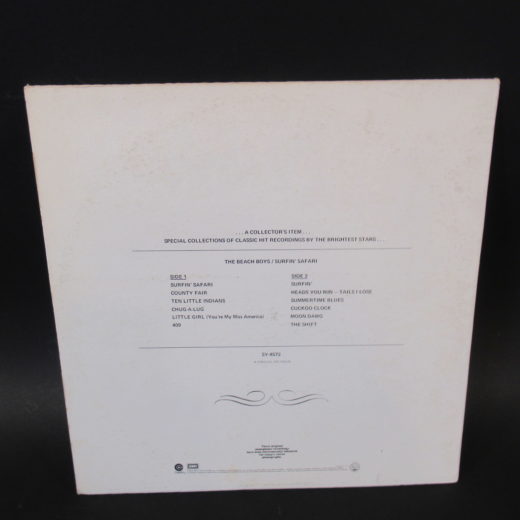 ...A COLLECTOR'S ITEM...
SPECIAL COLLECTIONS OF CLASSIC HIT RECORDINGS BY THE BRIGHTEST STARS...
THE BEACH BOYS / SURFIN' SAFARI
SIDE 1
SURFIN' SAFARI
COUNTY FAIR
TEN LITTLE INDIANS
CHUG-A-LUG
LITTLE GIRL (You're My Miss America)
409
SIDE 2
SURFIN'
HEADS YOU WIN – TAILS I LOSE
SUMMERTIME BLUES
CUCKOO CLOCK
MOON DAWG
THE SHIFT
SY-4572
EMI